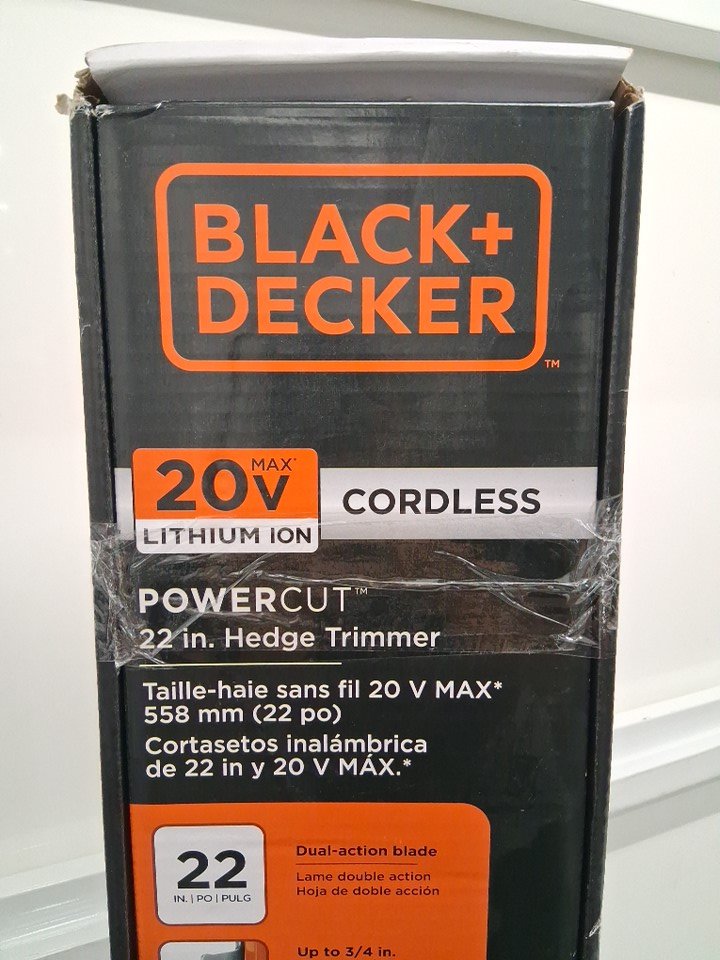 BLACK+
DECKER
TM
20V MAX*
LITHIUM ION
CORDLESS
POWERCUT™
22 in. Hedge Trimmer
Taille-haie sans fil 20 V MAX*
558 mm (22 po)
Cortasetos inalámbrica
de 22 in y 20 V MÁX.*
22
IN. | PO | PULG
Dual-action blade
Lame double action
Hoja de doble acción
Up to 3/4 in.